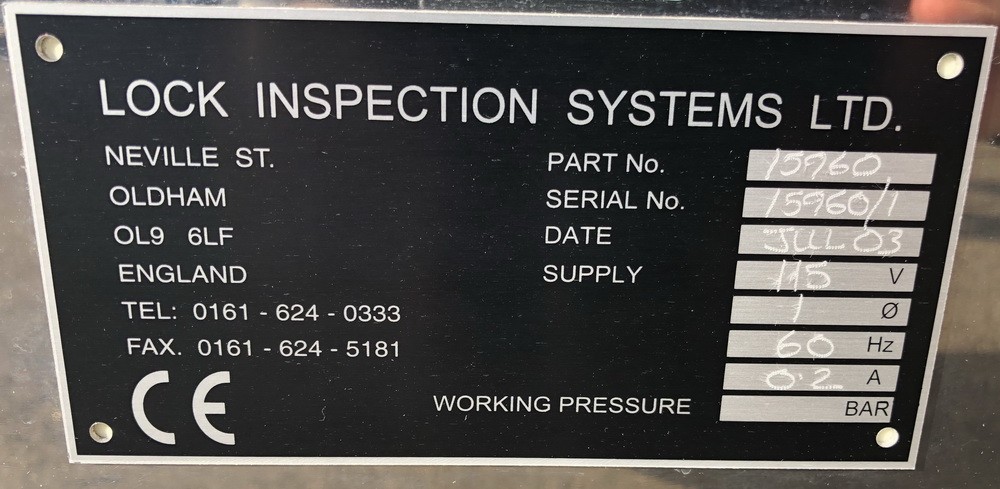 LOCK INSPECTION SYSTEMS LTD.
NEVILLE ST.
OLDHAM
OL9 6LF
ENGLAND
TEL: 0161 - 624 - 0333
FAX. 0161 - 624 - 5181
CE
PART No. 15960
SERIAL No. 15960/1
DATE JUL 03
SUPPLY 115 V
1 Ø
60 Hz
0.2 A
WORKING PRESSURE BAR